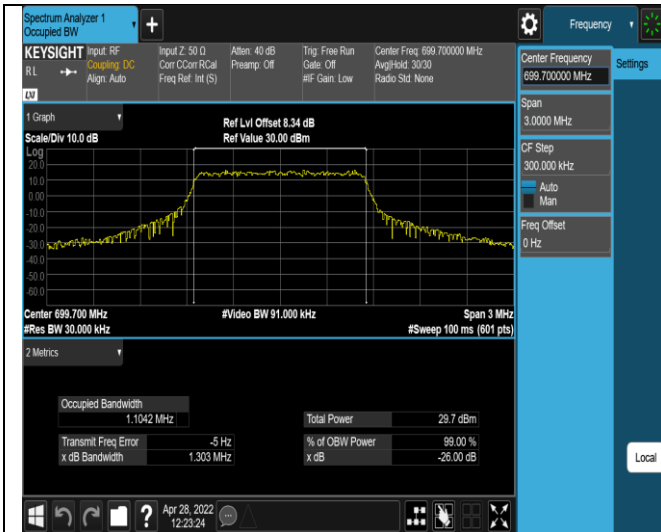 Spectrum Analyzer 1
Occupied BW
+
Frequency
KEYSIGHT
RL
LXI
Input: RF
Coupling: DC
Align: Auto
Input Z: 50 Ω
Corr CCorr RCal
Freq Ref: Int (S)
Atten: 40 dB
Preamp: Off
Trig: Free Run
Gate: Off
#IF Gain: Low
Center Freq: 699.700000 MHz
Avg|Hold: 30/30
Radio Std: None
Center Frequency
699.700000 MHz
Settings
Span
3.0000 MHz
CF Step
300.000 kHz
Auto
Man
Freq Offset
0 Hz
Local
1 Graph
Scale/Div 10.0 dB
Ref Lvl Offset 8.34 dB
Ref Value 30.00 dBm
Log
20.0
10.0
0.00
-10.0
-20.0
-30.0
-40.0
-50.0
-60.0
Center 699.700 MHz
#Res BW 30.000 kHz
#Video BW 91.000 kHz
Span 3 MHz
#Sweep 100 ms (601 pts)
2 Metrics
Occupied Bandwidth
1.1042 MHz
Total Power 29.7 dBm
Transmit Freq Error -5 Hz
% of OBW Power 99.00 %
x dB Bandwidth 1.303 MHz
x dB -26.00 dB
?
Apr 28, 2022
12:23:24